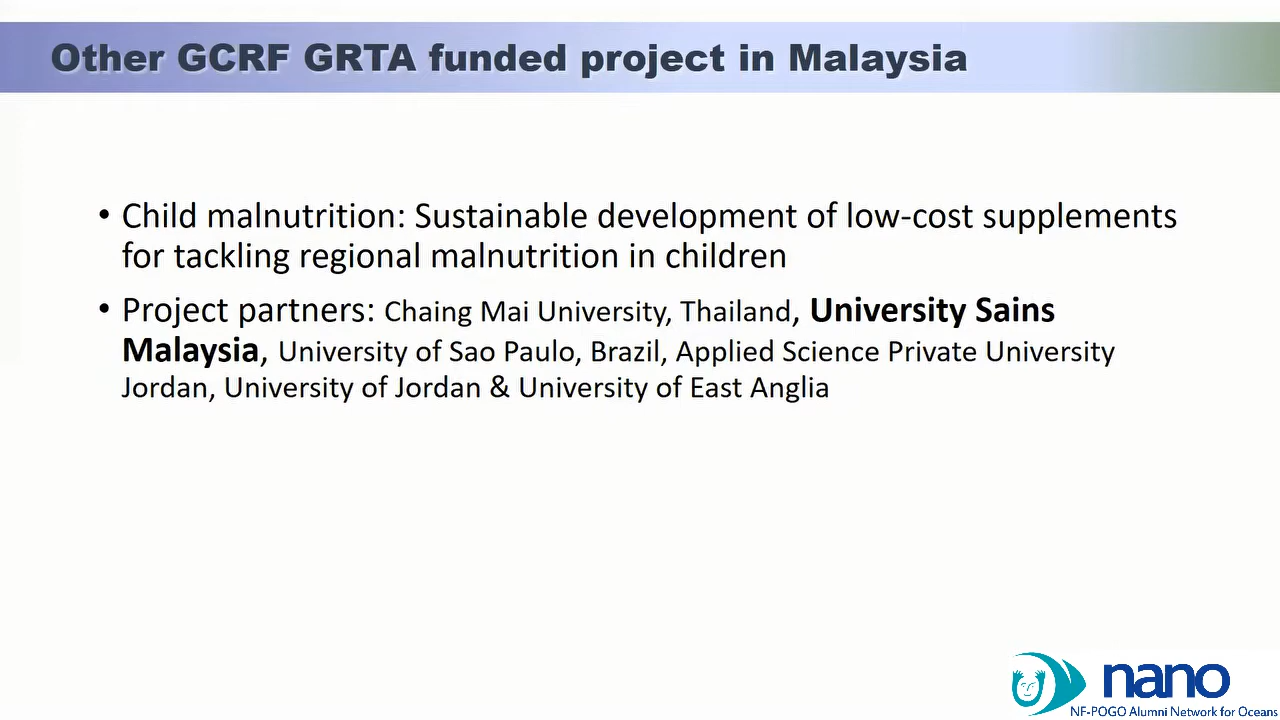 Other GCRF GRTA funded project in Malaysia
• Child malnutrition: Sustainable development of low-cost supplements
for tackling regional malnutrition in children
• Project partners: Chaing Mai University, Thailand, University Sains
Malaysia, University of Sao Paulo, Brazil, Applied Science Private University
Jordan, University of Jordan & University of East Anglia
nano
NF-POGO Alumni Network for Oceans